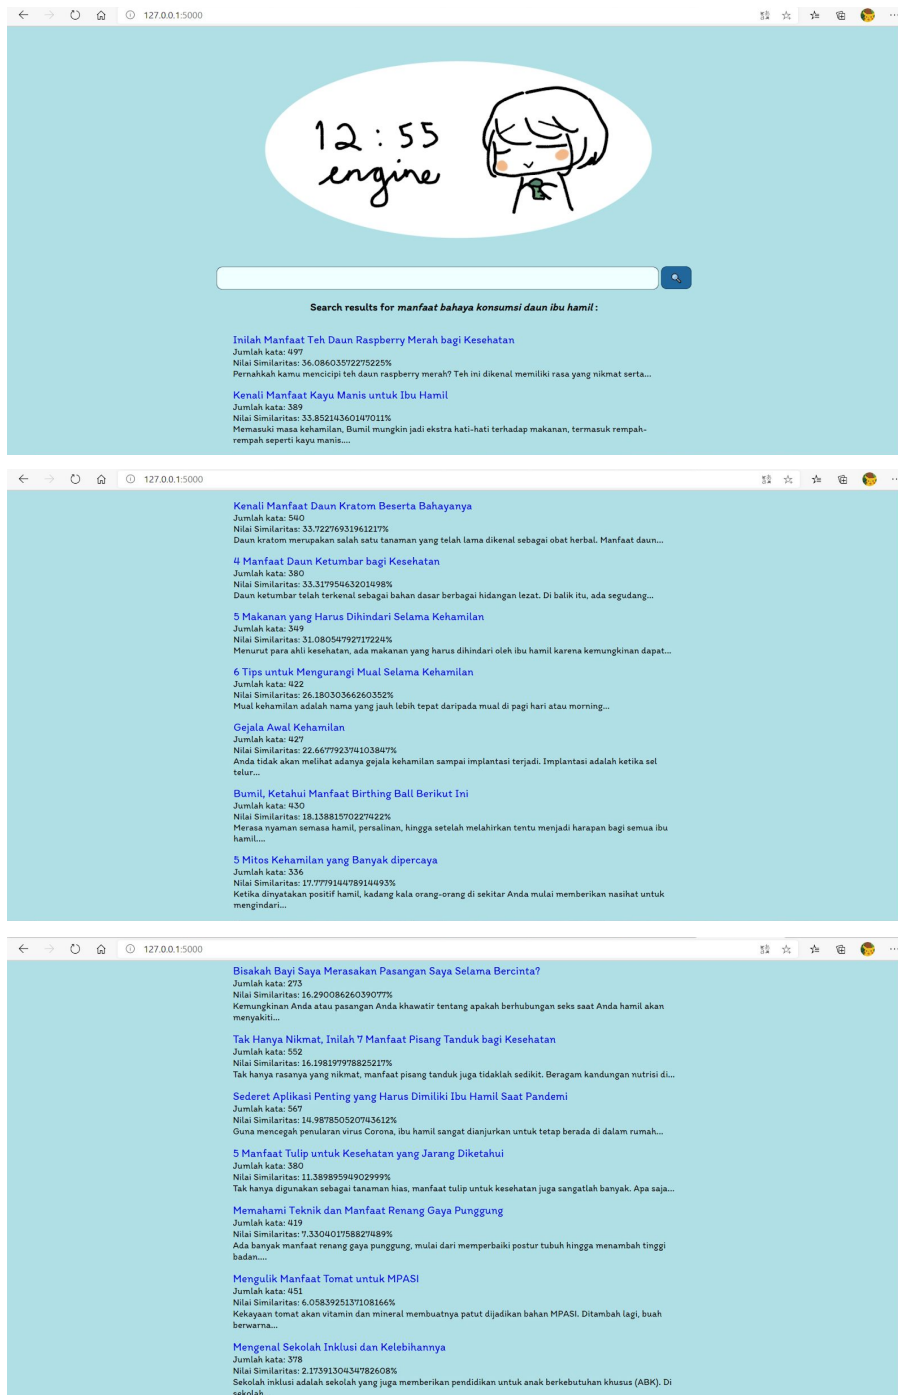 127.0.0.1:5000
12:55
engine
Search results for manfaat bahaya konsumsi daun ibu hamil :
Inilah Manfaat Teh Daun Raspberry Merah bagi Kesehatan
Jumlah kata: 497
Nilai Similaritas: 36.08603572275225%
Pernahkah kamu mencicipi teh daun raspberry merah? Teh ini dikenal memiliki rasa yang nikmat serta...
Kenali Manfaat Kayu Manis untuk Ibu Hamil
Jumlah kata: 389
Nilai Similaritas: 33.85214360147011%
Memasuki masa kehamilan, Bumil mungkin jadi ekstra hati-hati terhadap makanan, termasuk rempah-
rempah seperti kayu manis....
127.0.0.1:5000
Kenali Manfaat Daun Kratom Beserta Bahayanya
Jumlah kata: 540
Nilai Similaritas: 33.72276931961217%
Daun kratom merupakan salah satu tanaman yang telah lama dikenal sebagai obat herbal. Manfaat daun...
4 Manfaat Daun Ketumbar bagi Kesehatan
Jumlah kata: 380
Nilai Similaritas: 33.31795463201498%
Daun ketumbar telah terkenal sebagai bahan dasar berbagai hidangan lezat. Di balik itu, ada segudang...
5 Makanan yang Harus Dihindari Selama Kehamilan
Jumlah kata: 349
Nilai Similaritas: 31.080547927172​24%
Menurut para ahli kesehatan, ada makanan yang harus dihindari oleh ibu hamil karena kemungkinan dapat...
6 Tips untuk Mengurangi Mual Selama Kehamilan
Jumlah kata: 422
Nilai Similaritas: 26.18030366260352%
Mual kehamilan adalah nama yang jauh lebih tepat daripada mual di pagi hari atau morning...
Gejala Awal Kehamilan
Jumlah kata: 427
Nilai Similaritas: 22.667792374103847%
Anda tidak akan melihat adanya gejala kehamilan sampai implantasi terjadi. Implantasi adalah ketika sel
telur...
Bumil, Ketahui Manfaat Birthing Ball Berikut Ini
Jumlah kata: 430
Nilai Similaritas: 18.138815702274​22%
Merasa nyaman semasa hamil, persalinan, hingga setelah melahirkan tentu menjadi harapan bagi semua ibu
hamil....
5 Mitos Kehamilan yang Banyak dipercaya
Jumlah kata: 336
Nilai Similaritas: 17.777914478914493%
Ketika dinyatakan positif hamil, kadang kala orang-orang di sekitar Anda mulai memberikan nasihat untuk
mengindari...
127.0.0.1:5000
Bisakah Bayi Saya Merasakan Pasangan Saya Selama Bercinta?
Jumlah kata: 273
Nilai Similaritas: 16.29008626039077%
Kemungkinan Anda atau pasangan Anda khawatir tentang apakah berhubungan seks saat Anda hamil akan
menyakiti...
Tak Hanya Nikmat, Inilah 7 Manfaat Pisang Tanduk bagi Kesehatan
Jumlah kata: 552
Nilai Similaritas: 16.198197978825217%
Tak hanya rasanya yang nikmat, manfaat pisang tanduk juga tidaklah sedikit. Beragam kandungan nutrisi di...
Sederet Aplikasi Penting yang Harus Dimiliki Ibu Hamil Saat Pandemi
Jumlah kata: 567
Nilai Similaritas: 14.987850520743612%
Guna mencegah penularan virus Corona, ibu hamil sangat dianjurkan untuk tetap berada di dalam rumah...
5 Manfaat Tulip untuk Kesehatan yang Jarang Diketahui
Jumlah kata: 380
Nilai Similaritas: 11.38989594902999%
Tak hanya digunakan sebagai tanaman hias, manfaat tulip untuk kesehatan juga sangatlah banyak. Apa saja...
Memahami Teknik dan Manfaat Renang Gaya Punggung
Jumlah kata: 419
Nilai Similaritas: 7.330401758827489%
Ada banyak manfaat renang gaya punggung, mulai dari memperbaiki postur tubuh hingga menambah tinggi
badan....
Mengulik Manfaat Tomat untuk MPASI
Jumlah kata: 451
Nilai Similaritas: 6.0583925137108166%
Kekayaan tomat akan vitamin dan mineral membuatnya patut dijadikan bahan MPASI. Ditambah lagi, buah
berwarna...
Mengenal Sekolah Inklusi dan Kelebihannya
Jumlah kata: 378
Nilai Similaritas: 2.1739130434782608%
Sekolah inklusi adalah sekolah yang juga memberikan pendidikan untuk anak berkebutuhan khusus (ABK). Di
sekolah